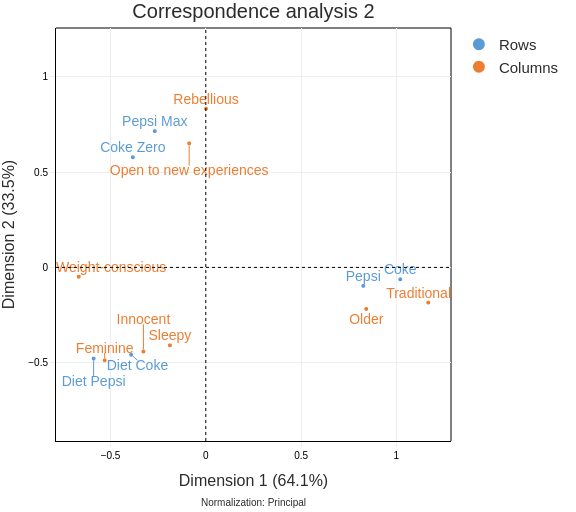 Correspondence analysis 2
Rows
Columns
Dimension 2 (33.5%)
1
0.5
0
−0.5
Rebellious
Pepsi Max
Coke Zero
Open to new experiences
Weight conscious
Coke
Pepsi
Traditional
Older
Innocent
Sleepy
Feminine
Diet Coke
Diet Pepsi
−0.5
0
0.5
1
Dimension 1 (64.1%)
Normalization: Principal